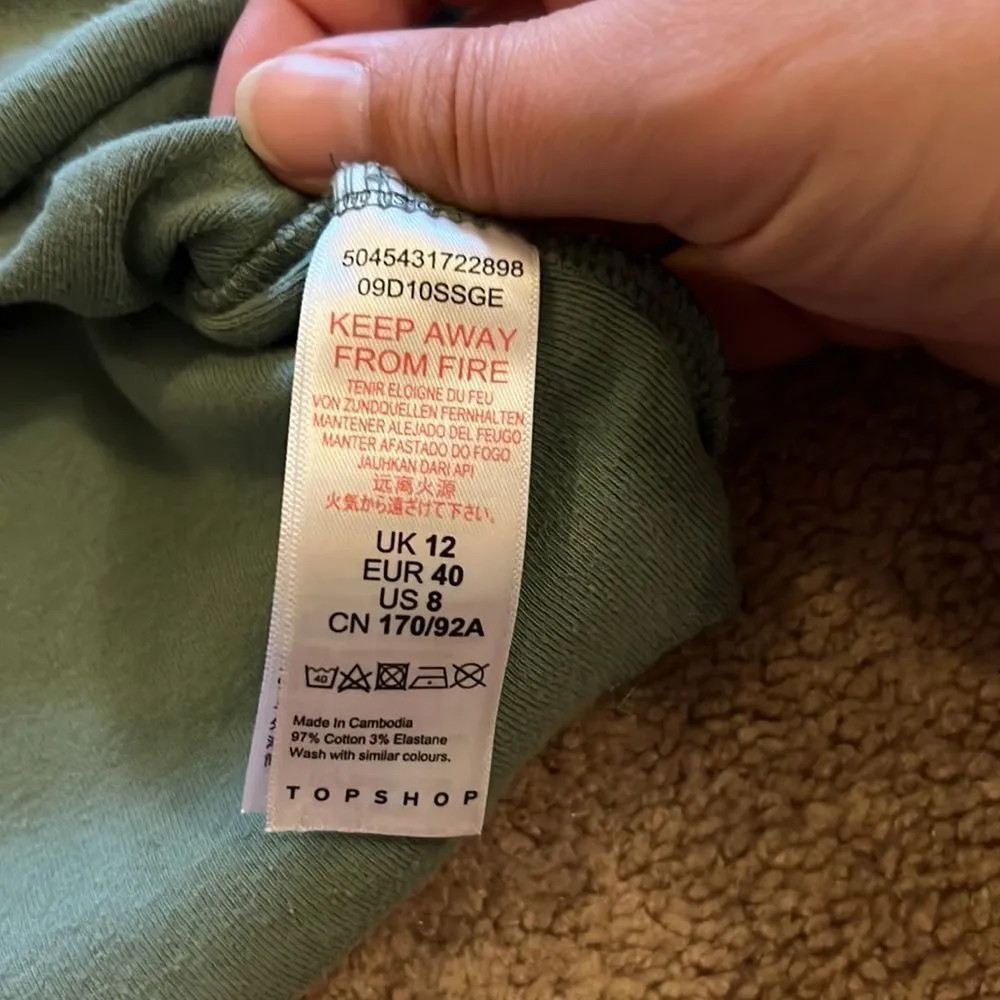 5045431722898
09D10SSGE
KEEP AWAY
FROM FIRE
TENIR ELOIGNE DU FEU
VON ZUNDQUELLEN FERNHALTEN
MANTENER ALEJADO DEL FEUGO
MANTER AFASTADO DO FOGO
JAUHKAN DARI API
远离火源
火気から遠ざけて下さい。
UK 12
EUR 40
US 8
CN 170/92A
40
Made In Cambodia
97% Cotton 3% Elastane
Wash with similar colours.
TOPSHOP